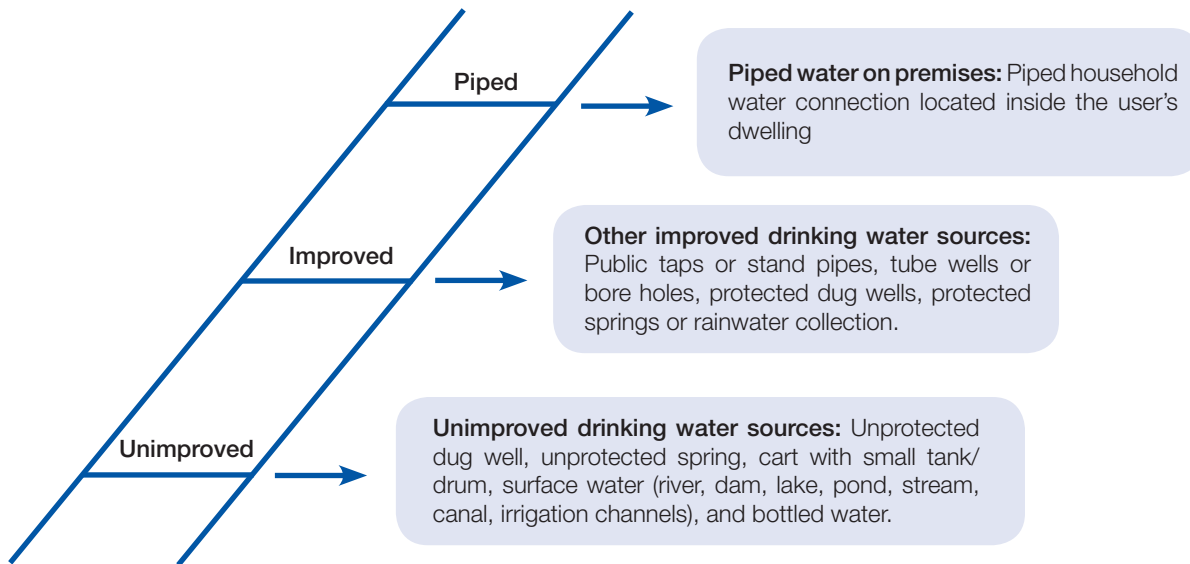 Piped
Piped water on premises: Piped household
water connection located inside the user's
dwelling
Improved
Other improved drinking water sources:
Public taps or stand pipes, tube wells or
bore holes, protected dug wells, protected
springs or rainwater collection.
Unimproved
Unimproved drinking water sources: Unprotected
dug well, unprotected spring, cart with small tank/
drum, surface water (river, dam, lake, pond, stream,
canal, irrigation channels), and bottled water.